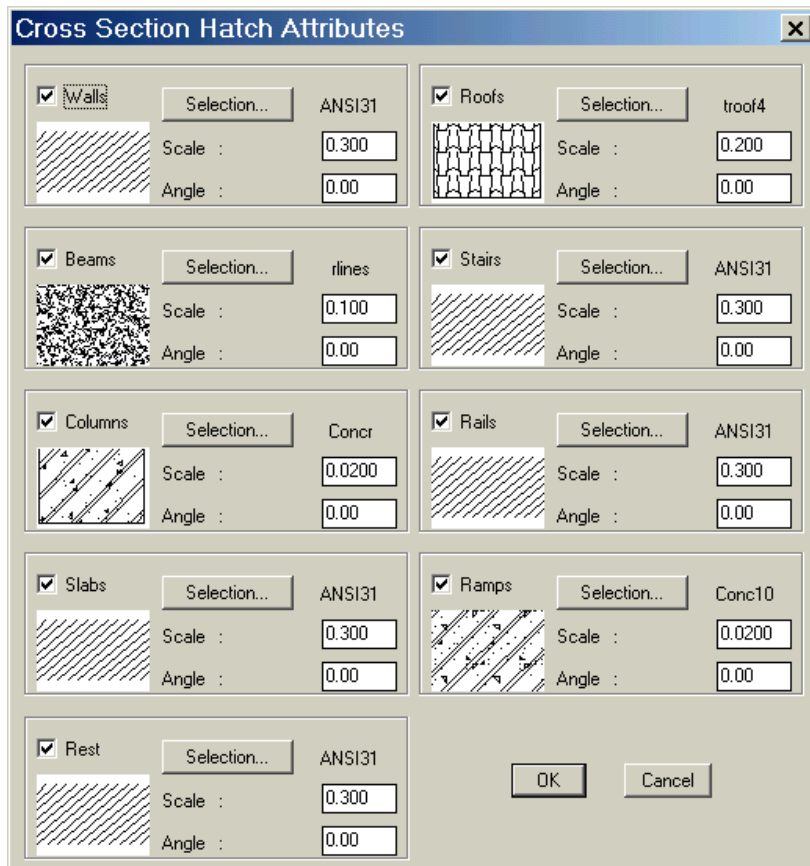 Cross Section Hatch Attributes
Walls
Selection...
ANSI31
Scale :
0.300
Angle :
0.00
Roofs
Selection...
troof4
Scale :
0.200
Angle :
0.00
Beams
Selection...
rlines
Scale :
0.100
Angle :
0.00
Stairs
Selection...
ANSI31
Scale :
0.300
Angle :
0.00
Columns
Selection...
Concr
Scale :
0.0200
Angle :
0.00
Rails
Selection...
ANSI31
Scale :
0.300
Angle :
0.00
Slabs
Selection...
ANSI31
Scale :
0.300
Angle :
0.00
Ramps
Selection...
Conc10
Scale :
0.0200
Angle :
0.00
Rest
Selection...
ANSI31
Scale :
0.300
Angle :
0.00
OK
Cancel